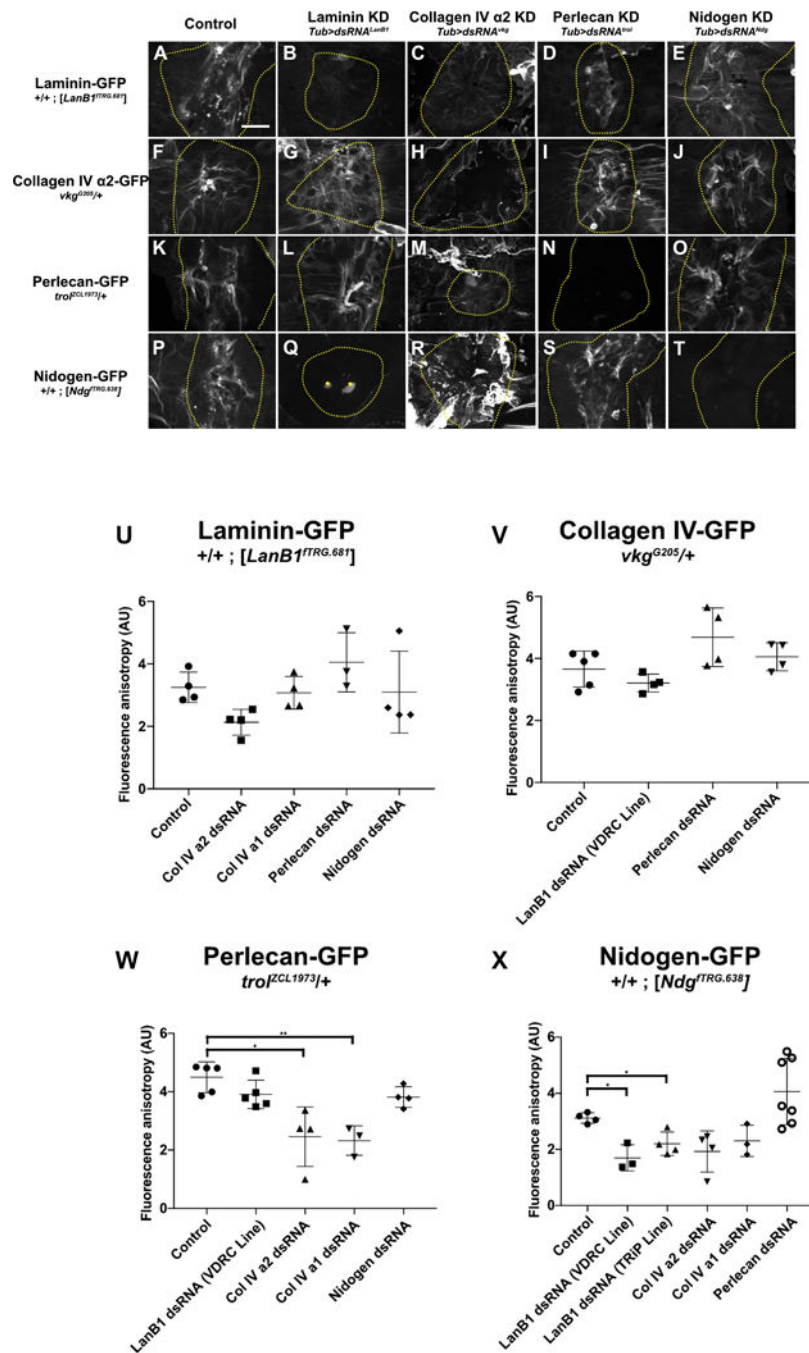 Control
Laminin KD
Tub>dsRNA^LanB1
Collagen IV α2 KD
Tub>dsRNA^vkg
Perlecan KD
Tub>dsRNA^trol
Nidogen KD
Tub>dsRNA^Ndg
Laminin-GFP
+/+ ; [LanB1^fTRG.681]
A B C D E
Collagen IV α2-GFP
vkg^G205/+
F G H I J
Perlecan-GFP
trol^ZCL1973/+
K L M N O
Nidogen-GFP
+/+ ; [Ndg^fTRG.638]
P Q R S T
U Laminin-GFP
+/+ ; [LanB1^fTRG.681]
Fluorescence anisotropy (AU)
6
4
2
0
Control
Col IV a2 dsRNA
Col IV a1 dsRNA
Perlecan dsRNA
Nidogen dsRNA
V Collagen IV-GFP
vkg^G205/+
Fluorescence anisotropy (AU)
6
4
2
0
Control
LanB1 dsRNA (VDRC Line)
Perlecan dsRNA
Nidogen dsRNA
W Perlecan-GFP
trol^ZCL1973/+
Fluorescence anisotropy (AU)
6
4
2
0
**
*
Control
LanB1 dsRNA (VDRC Line)
Col IV a2 dsRNA
Col IV a1 dsRNA
Nidogen dsRNA
X Nidogen-GFP
+/+ ; [Ndg^fTRG.638]
Fluorescence anisotropy (AU)
6
4
2
0
*
*
Control
LanB1 dsRNA (VDRC Line)
LanB1 dsRNA (TRiP Line)
Col IV a2 dsRNA
Col IV a1 dsRNA
Perlecan dsRNA